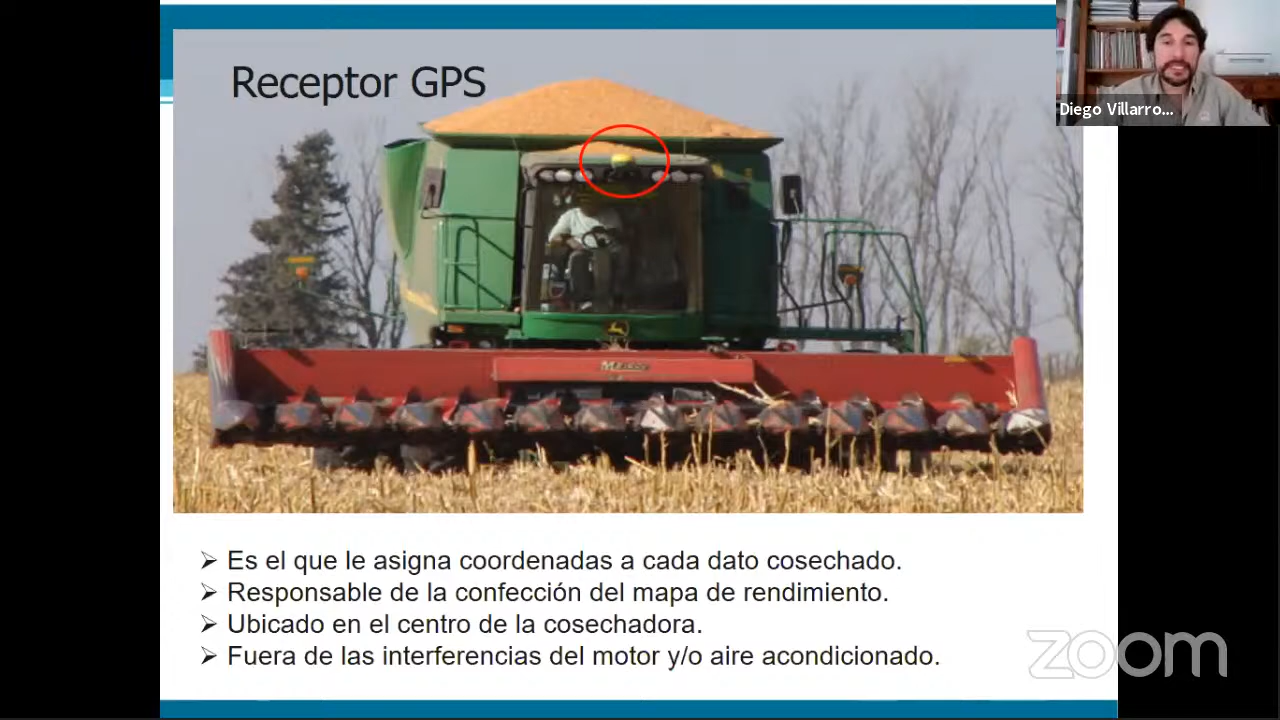 Receptor GPS
Diego Villarro...
Es el que le asigna coordenadas a cada dato cosechado.
Responsable de la confección del mapa de rendimiento.
Ubicado en el centro de la cosechadora.
Fuera de las interferencias del motor y/o aire acondicionado.
zoom